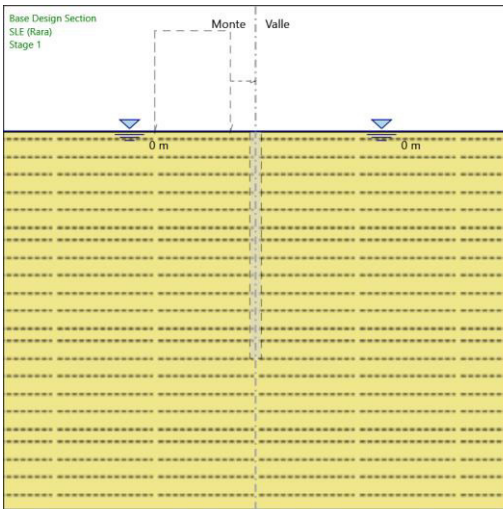 Base Design Section
SLE (Rara)
Stage 1
Monte Valle
0 m 0 m